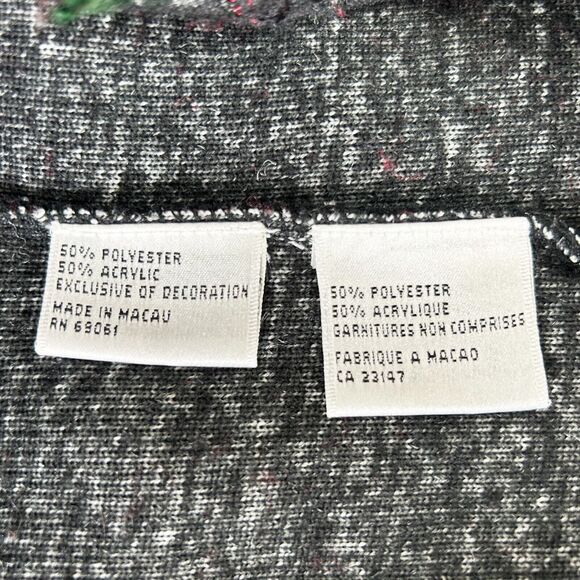 50% POLYESTER
50% ACRYLIC
EXCLUSIVE OF DECORATION
MADE IN MACAU
RN 69061
50% POLYESTER
50% ACRYLIQUE
GARNITURES NON COMPRISES
FABRIQUE A MACAO
CA 23147